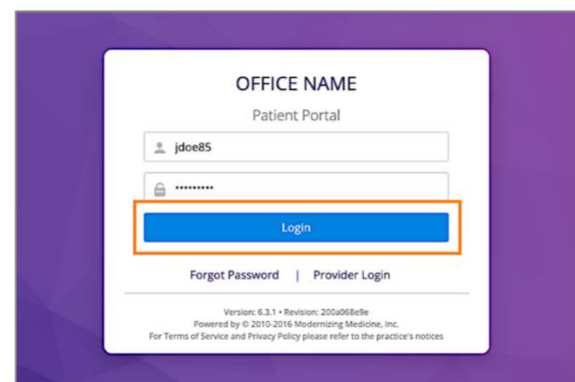 OFFICE NAME
Patient Portal
jdoe85
•••••••••
Login
Forgot Password | Provider Login
Version: 6.3.1 • Revision: 200a068e9e
Powered by © 2010-2016 Modernizing Medicine, Inc.
For Terms of Service and Privacy Policy please refer to the practice's notices